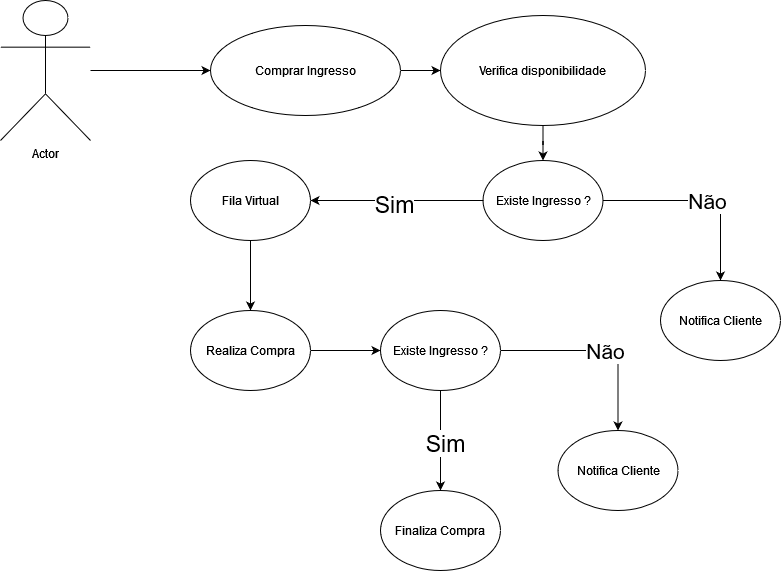 Comprar Ingresso
Verifica disponibilidade
Actor
Fila Virtual
Sim
Existe Ingresso ?
Não
Notifica Cliente
Realiza Compra
Existe Ingresso ?
Não
Sim
Notifica Cliente
Finaliza Compra